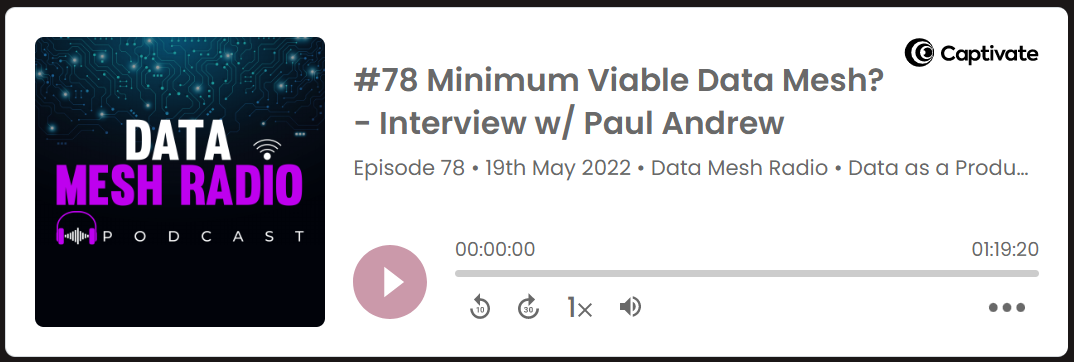 DATA
MESH RADIO
PODCAST
Captivate
#78 Minimum Viable Data Mesh?
- Interview w/ Paul Andrew
Episode 78 • 19th May 2022 • Data Mesh Radio • Data as a Produ...
00:00:00
01:19:20
10
30
1×